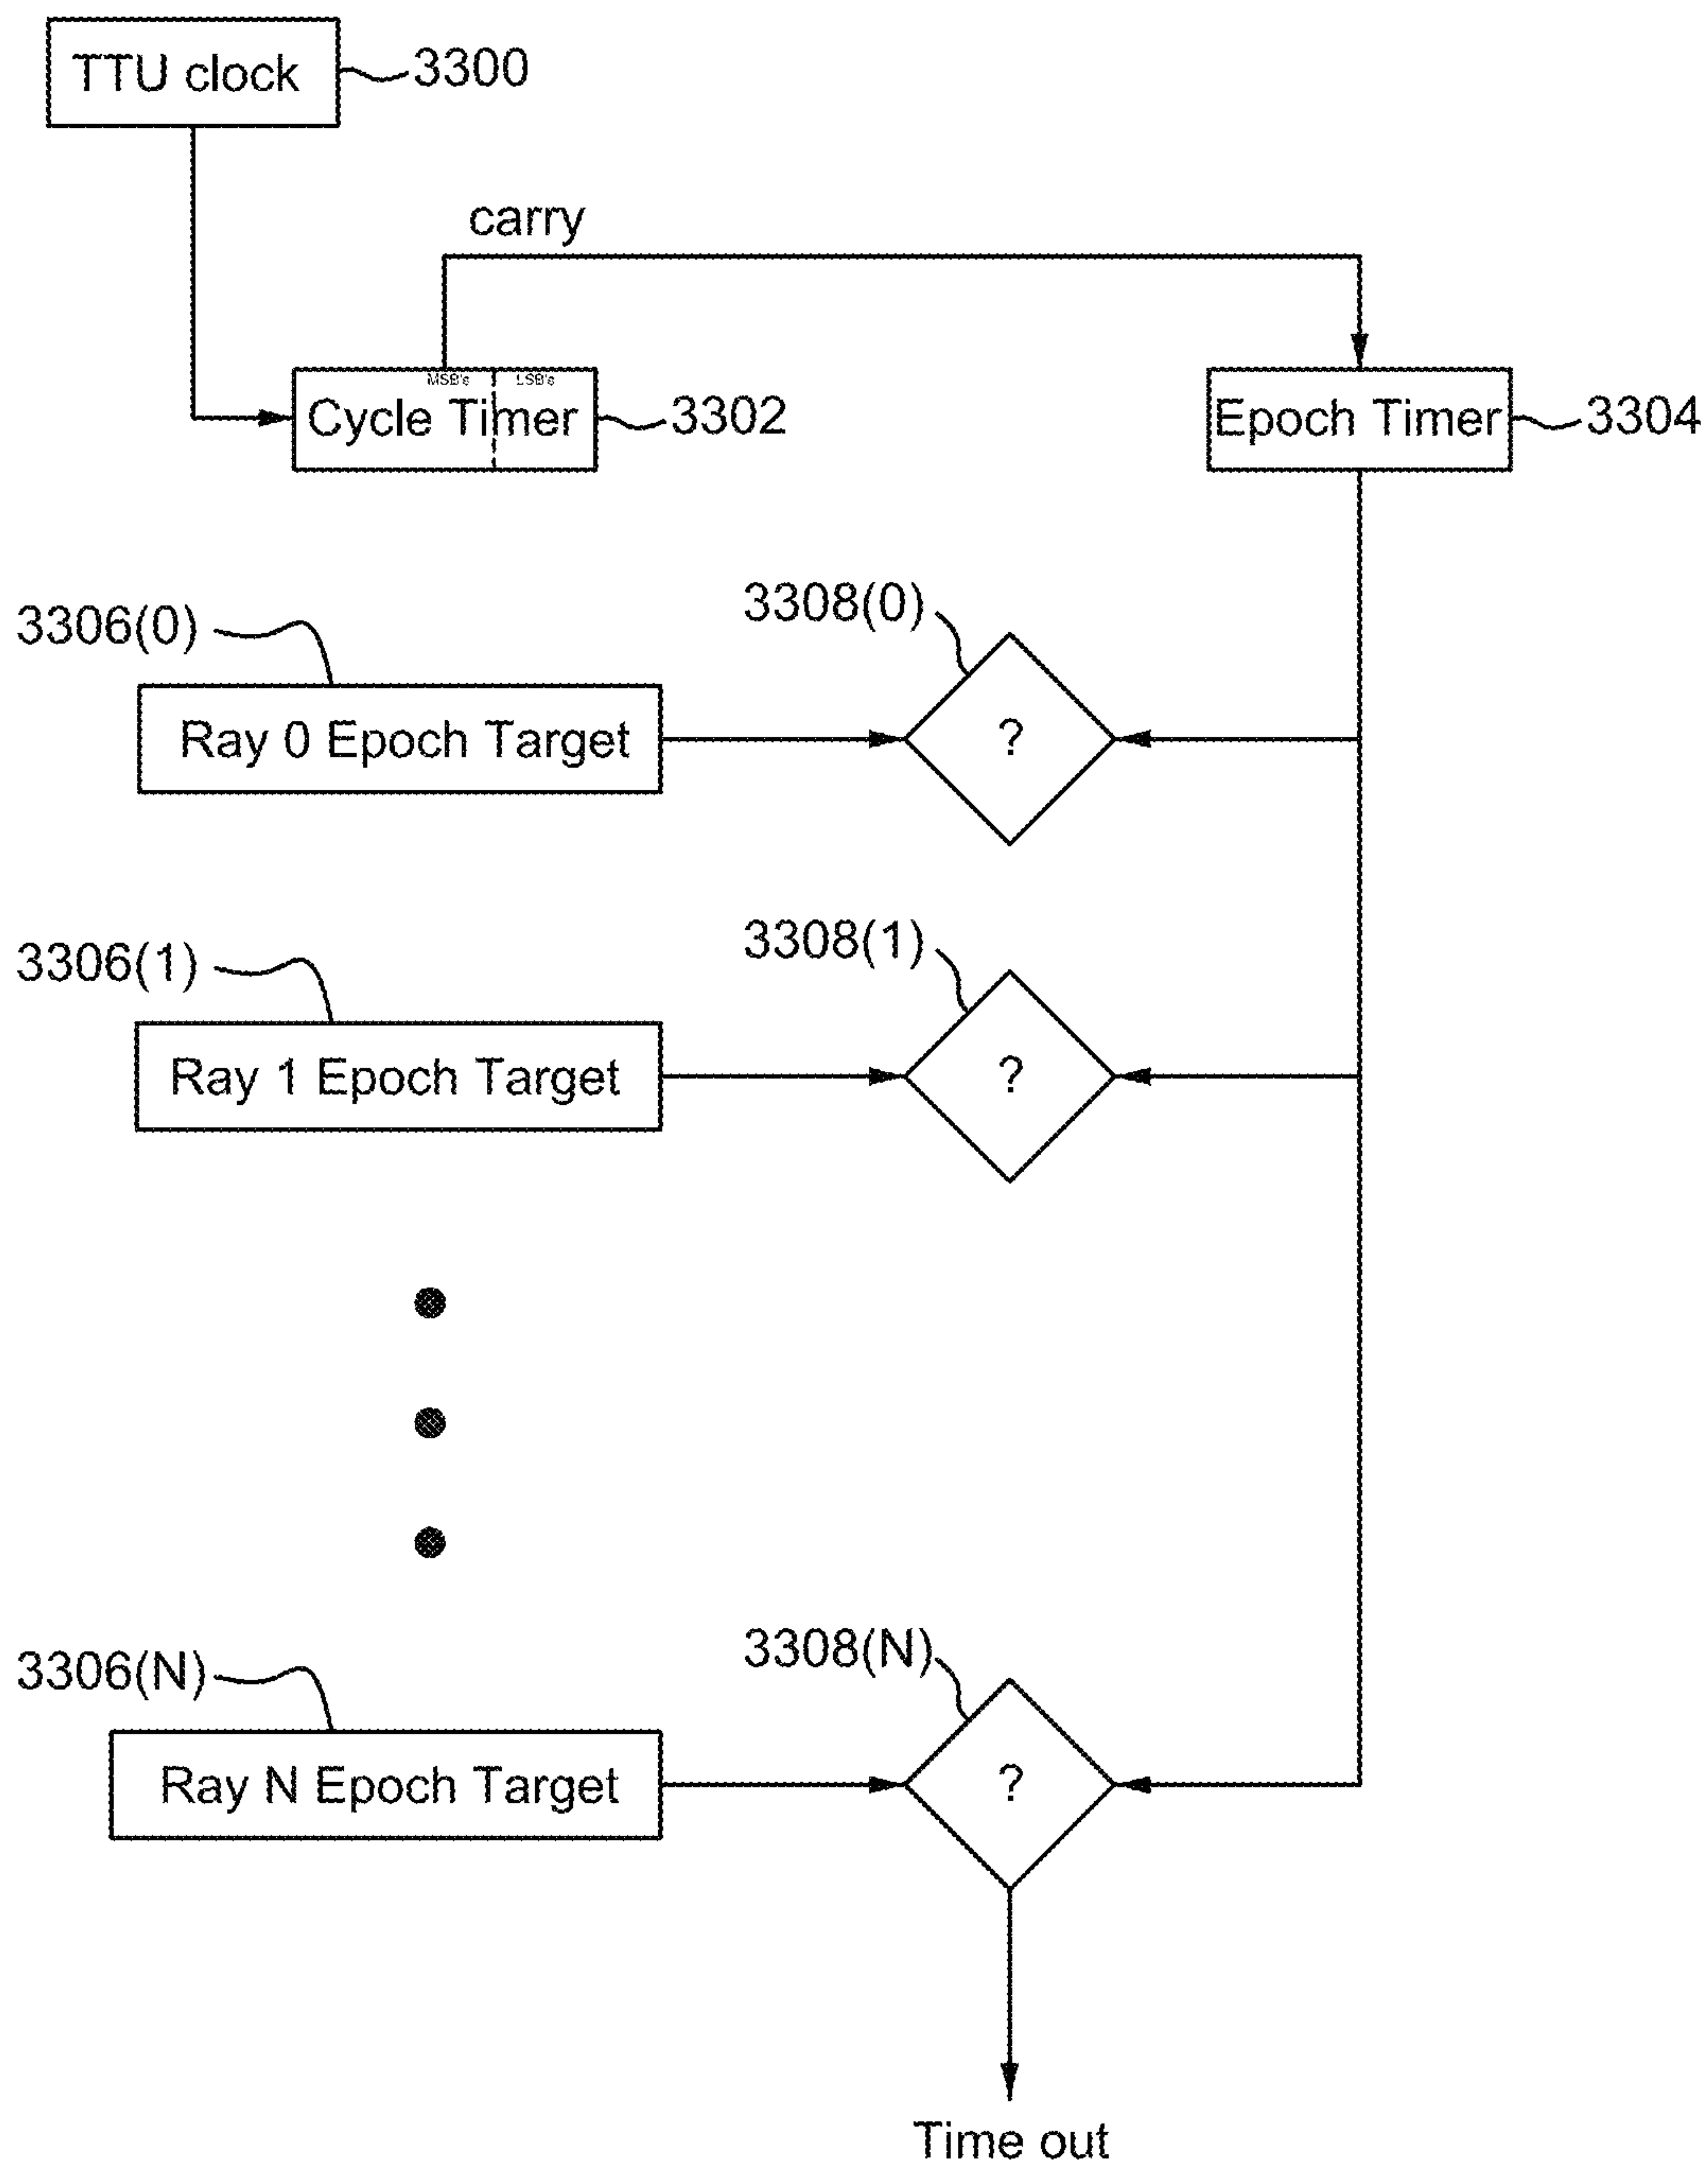 TTU clock
3300
carry
MSB's
LSB's
Cycle Timer
3302
Epoch Timer
3304
3306(0)
3308(0)
Ray 0 Epoch Target
?
3306(1)
3308(1)
Ray 1 Epoch Target
?
3306(N)
3308(N)
Ray N Epoch Target
?
Time out